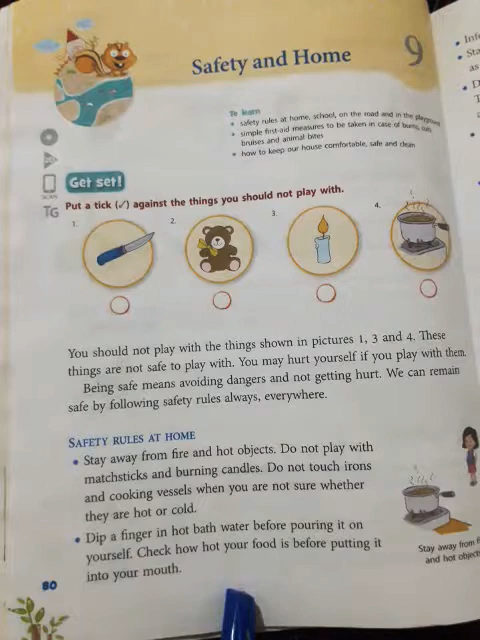 Safety and Home
9
To learn
• safety rules at home, school, on the road and in the playground
• simple first-aid measures to be taken in case of burns, cuts
bruises and animal bites
• how to keep our house comfortable, safe and clean
Get set!
TG
Put a tick (✓) against the things you should not play with.
1.
2.
3.
4.
You should not play with the things shown in pictures 1, 3 and 4. These
things are not safe to play with. You may hurt yourself if you play with them.
Being safe means avoiding dangers and not getting hurt. We can remain
safe by following safety rules always, everywhere.
SAFETY RULES AT HOME
• Stay away from fire and hot objects. Do not play with
matchsticks and burning candles. Do not touch irons
and cooking vessels when you are not sure whether
they are hot or cold.
• Dip a finger in hot bath water before pouring it on
yourself. Check how hot your food is before putting it
into your mouth.
Stay away from
and hot
80